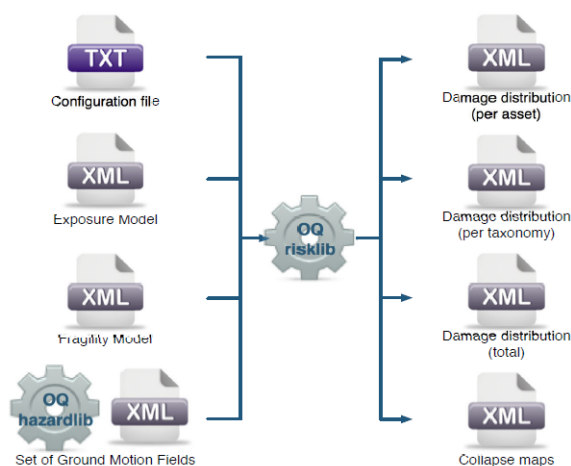 TXT
Configuration file
XML
Exposure Model
XML
Fragility Model
OQ
hazardlib
XML
Set of Ground Motion Fields
OQ
risklib
XML
Damage distribution
(per asset)
XML
Damage distribution
(per taxonomy)
XML
Damage distribution
(total)
XML
Collapse maps